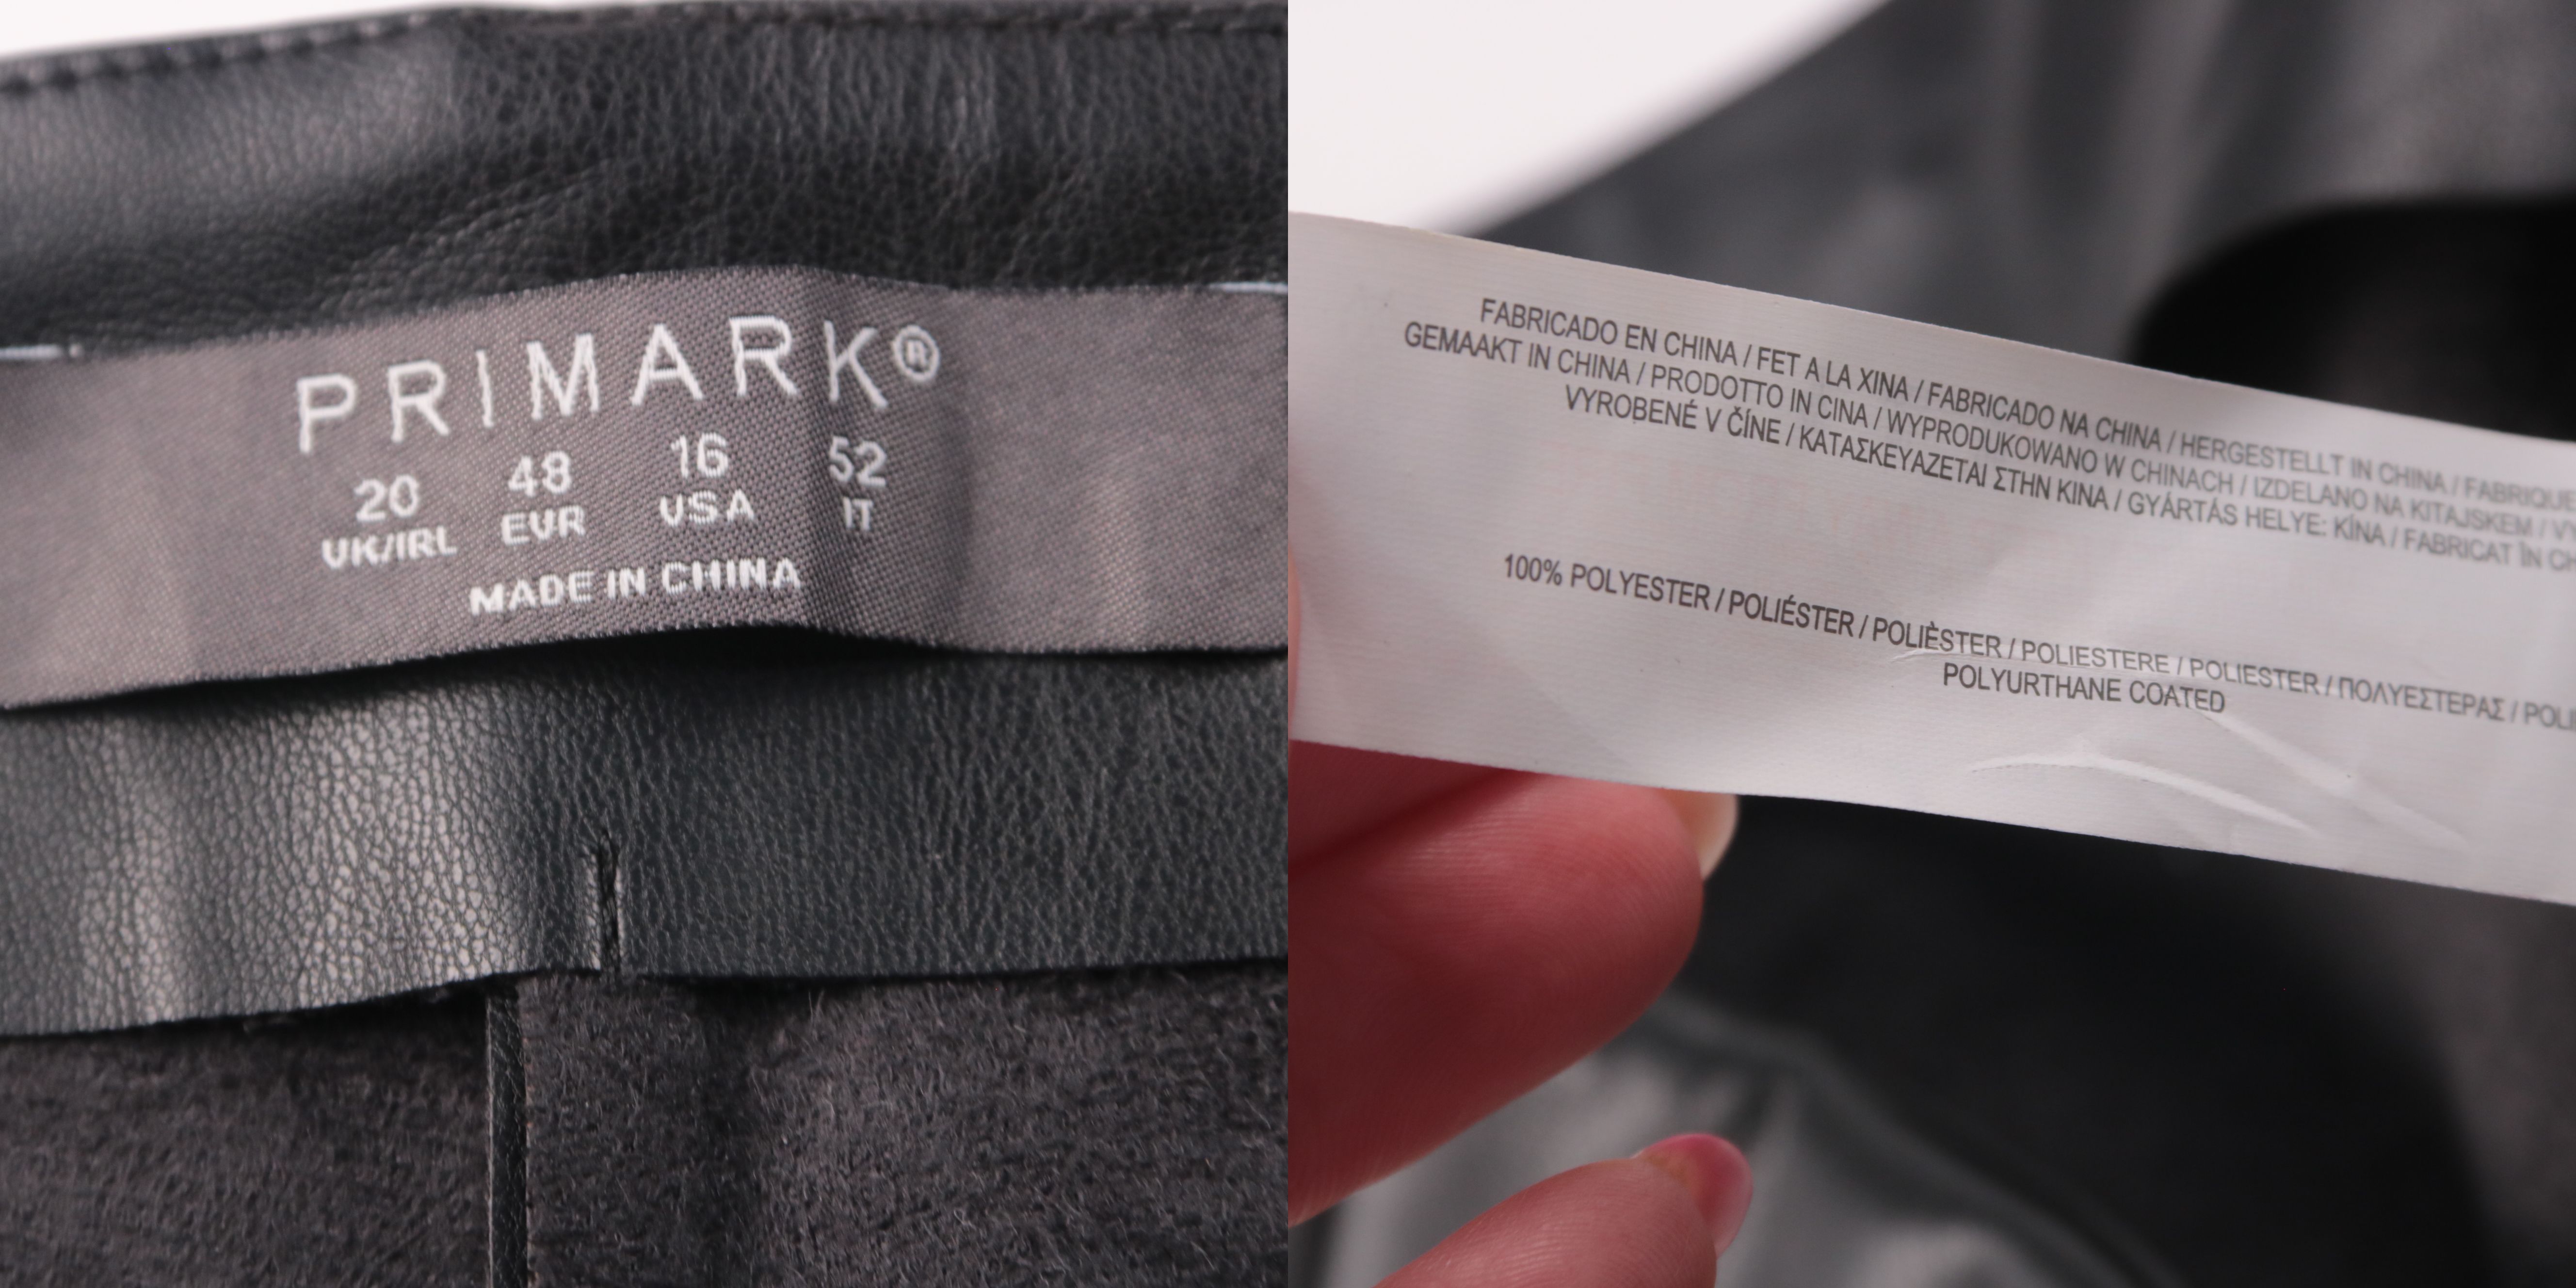 PRIMARK®
20 48 16 52
UK/IRL EUR USA IT
MADE IN CHINA
FABRICADO EN CHINA / FET A LA XINA / FABRICADO NA CHINA / HERGESTELLT IN CHINA / FABRIQUE
GEMAAKT IN CHINA / PRODOTTO IN CINA / WYPRODUKOWANO W CHINACH / IZDELANO NA KITAJSKEM / V
VYROBENÉ V ČÍNE / ΚΑΤΑΣΚΕΥΑΖΕΤΑΙ ΣΤΗΝ ΚΙΝΑ / GYÁRTÁS HELYE: KÍNA / FABRICAT ÎN CH
100% POLYESTER / POLIÉSTER / POLIÈSTER / POLIESTERE / POLIESTER / ΠΟΛΥΕΣΤΕΡΑΣ / POLI
POLYURTHANE COATED